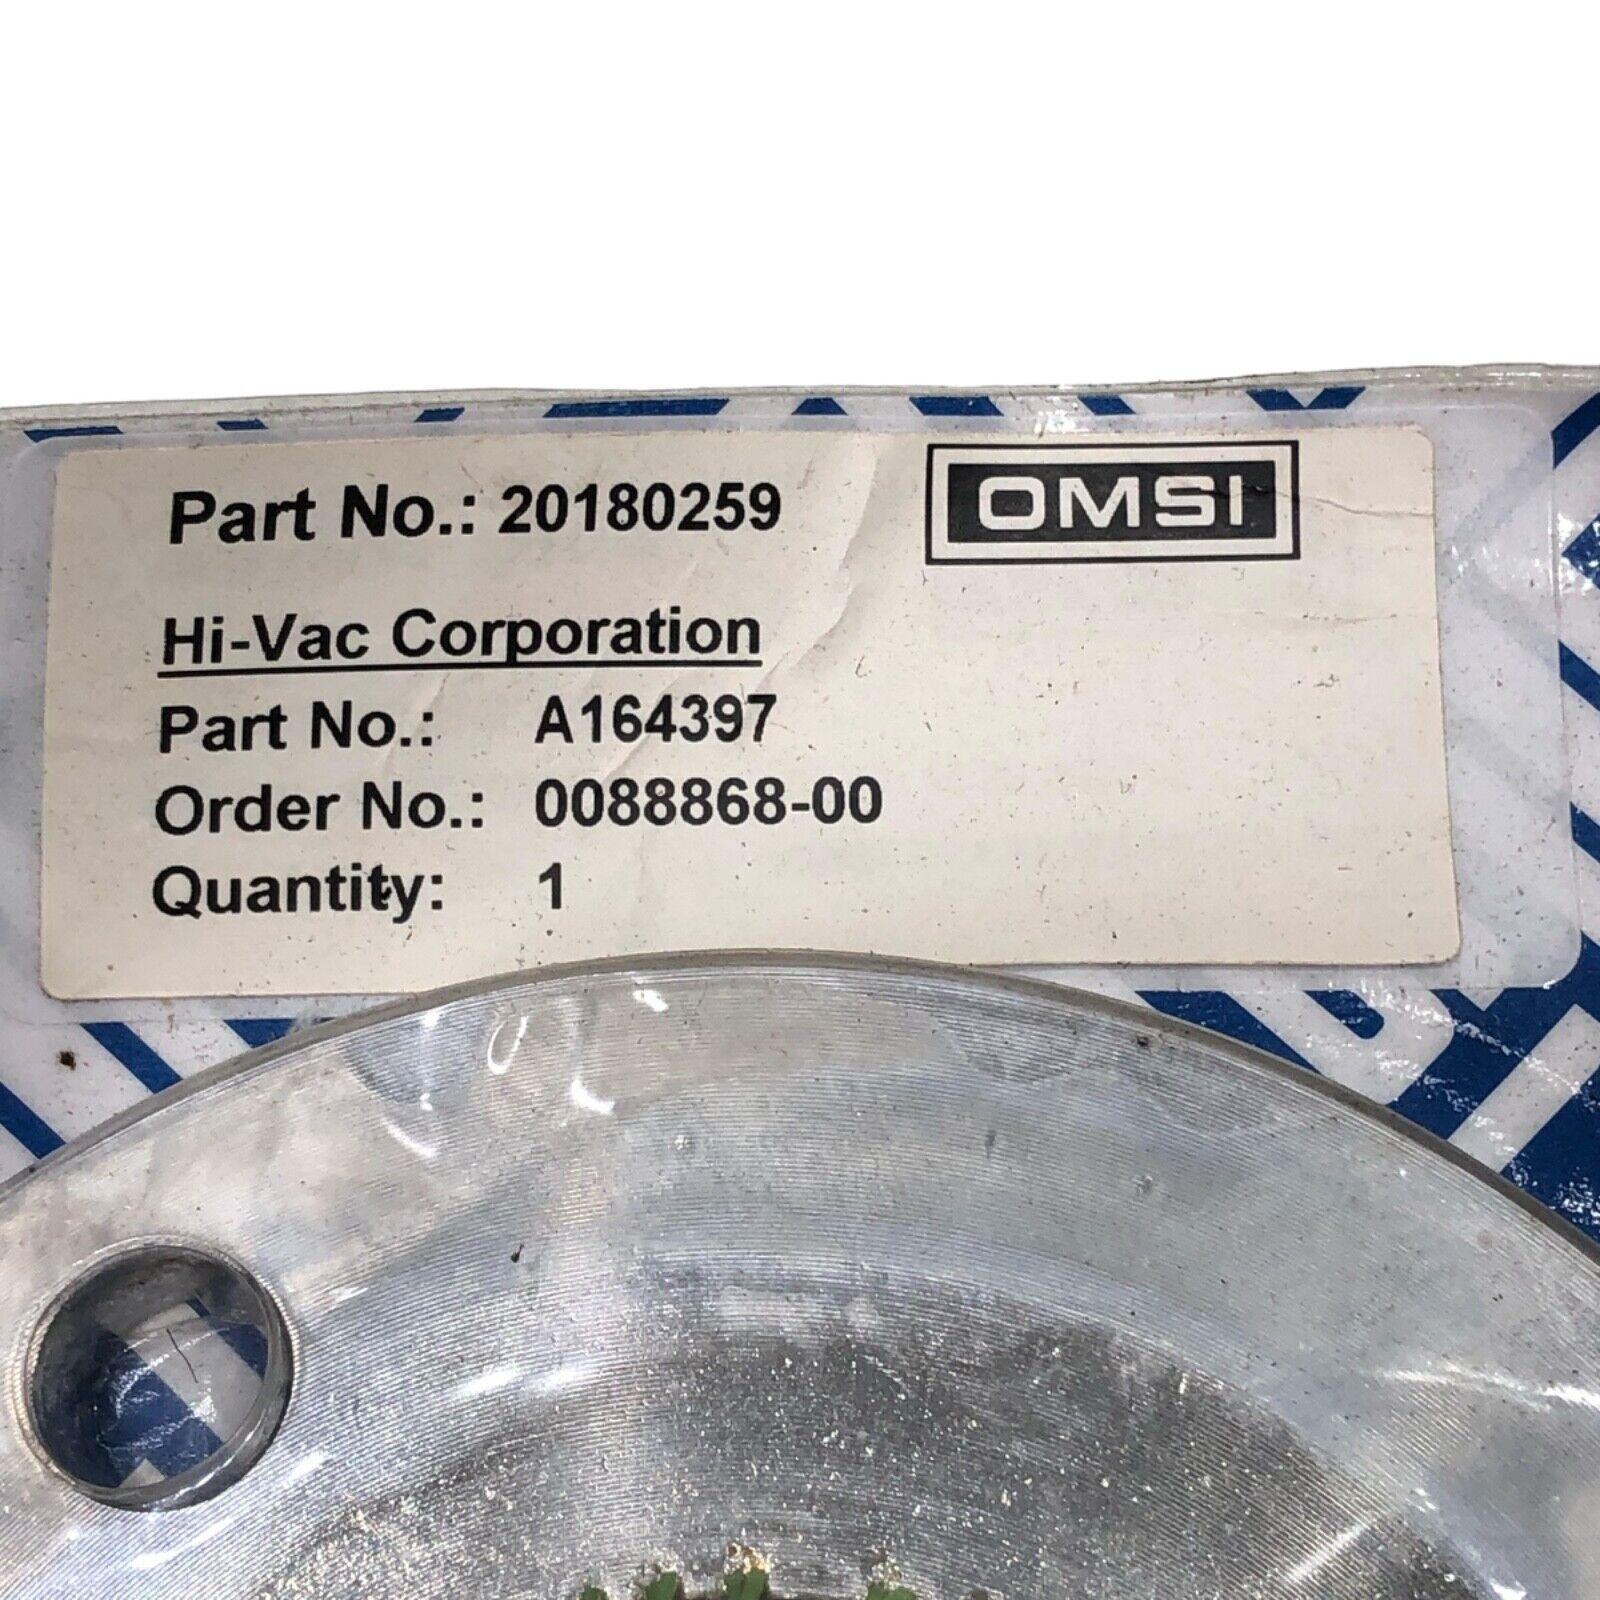 Part No.: 20180259
OMSI
Hi-Vac Corporation
Part No.: A164397
Order No.: 0088868-00
Quantity: 1